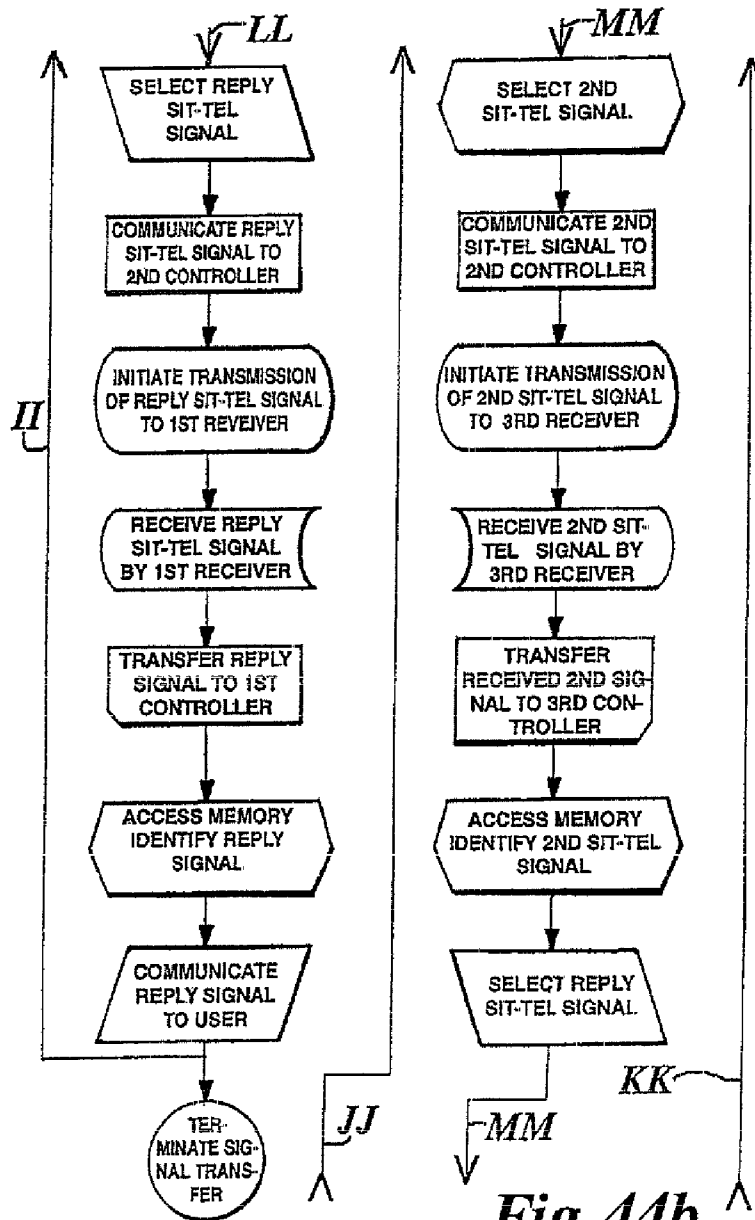 LL
SELECT REPLY
SIT-TEL
SIGNAL
COMMUNICATE REPLY
SIT-TEL SIGNAL TO
2ND CONTROLLER
INITIATE TRANSMISSION
OF REPLY SIT-TEL SIGNAL
TO 1ST REVEIVER
II
RECEIVE REPLY
SIT-TEL SIGNAL
BY 1ST RECEIVER
TRANSFER REPLY
SIGNAL TO 1ST
CONTROLLER
ACCESS MEMORY
IDENTIFY REPLY
SIGNAL
COMMUNICATE
REPLY SIGNAL
TO USER
TER-
MINATE SIG-
NAL TRANS-
FER
JJ
MM
SELECT 2ND
SIT-TEL SIGNAL
COMMUNICATE 2ND
SIT-TEL SIGNAL TO
2ND CONTROLLER
INITIATE TRANSMISSION
OF 2ND SIT-TEL SIGNAL
TO 3RD RECEIVER
RECEIVE 2ND SIT-
TEL SIGNAL BY
3RD RECEIVER
TRANSFER
RECEIVED 2ND SIG-
NAL TO 3RD CON-
TROLLER
ACCESS MEMORY
IDENTIFY 2ND SIT-TEL
SIGNAL
SELECT REPLY
SIT-TEL SIGNAL
MM
KK
Fig 44b